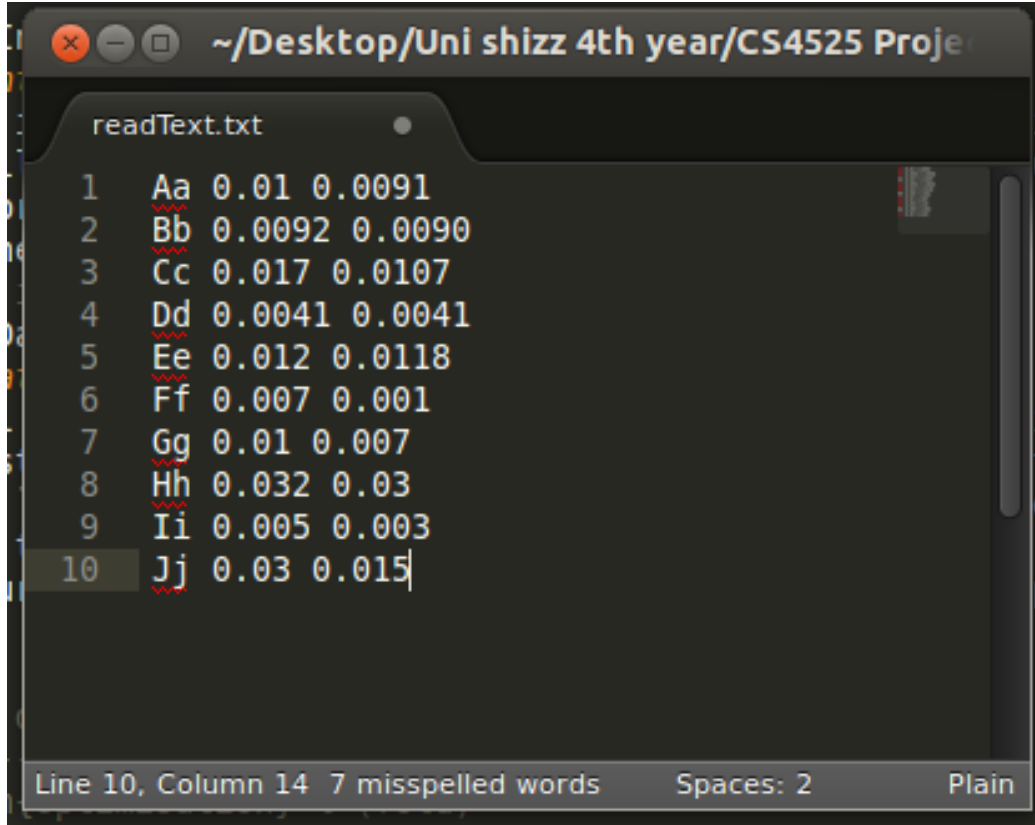 ~/Desktop/Uni shizz 4th year/CS4525 Proje
readText.txt
1 Aa 0.01 0.0091
2 Bb 0.0092 0.0090
3 Cc 0.017 0.0107
4 Dd 0.0041 0.0041
5 Ee 0.012 0.0118
6 Ff 0.007 0.001
7 Gg 0.01 0.007
8 Hh 0.032 0.03
9 Ii 0.005 0.003
10 Jj 0.03 0.015
Line 10, Column 14 7 misspelled words Spaces: 2 Plain